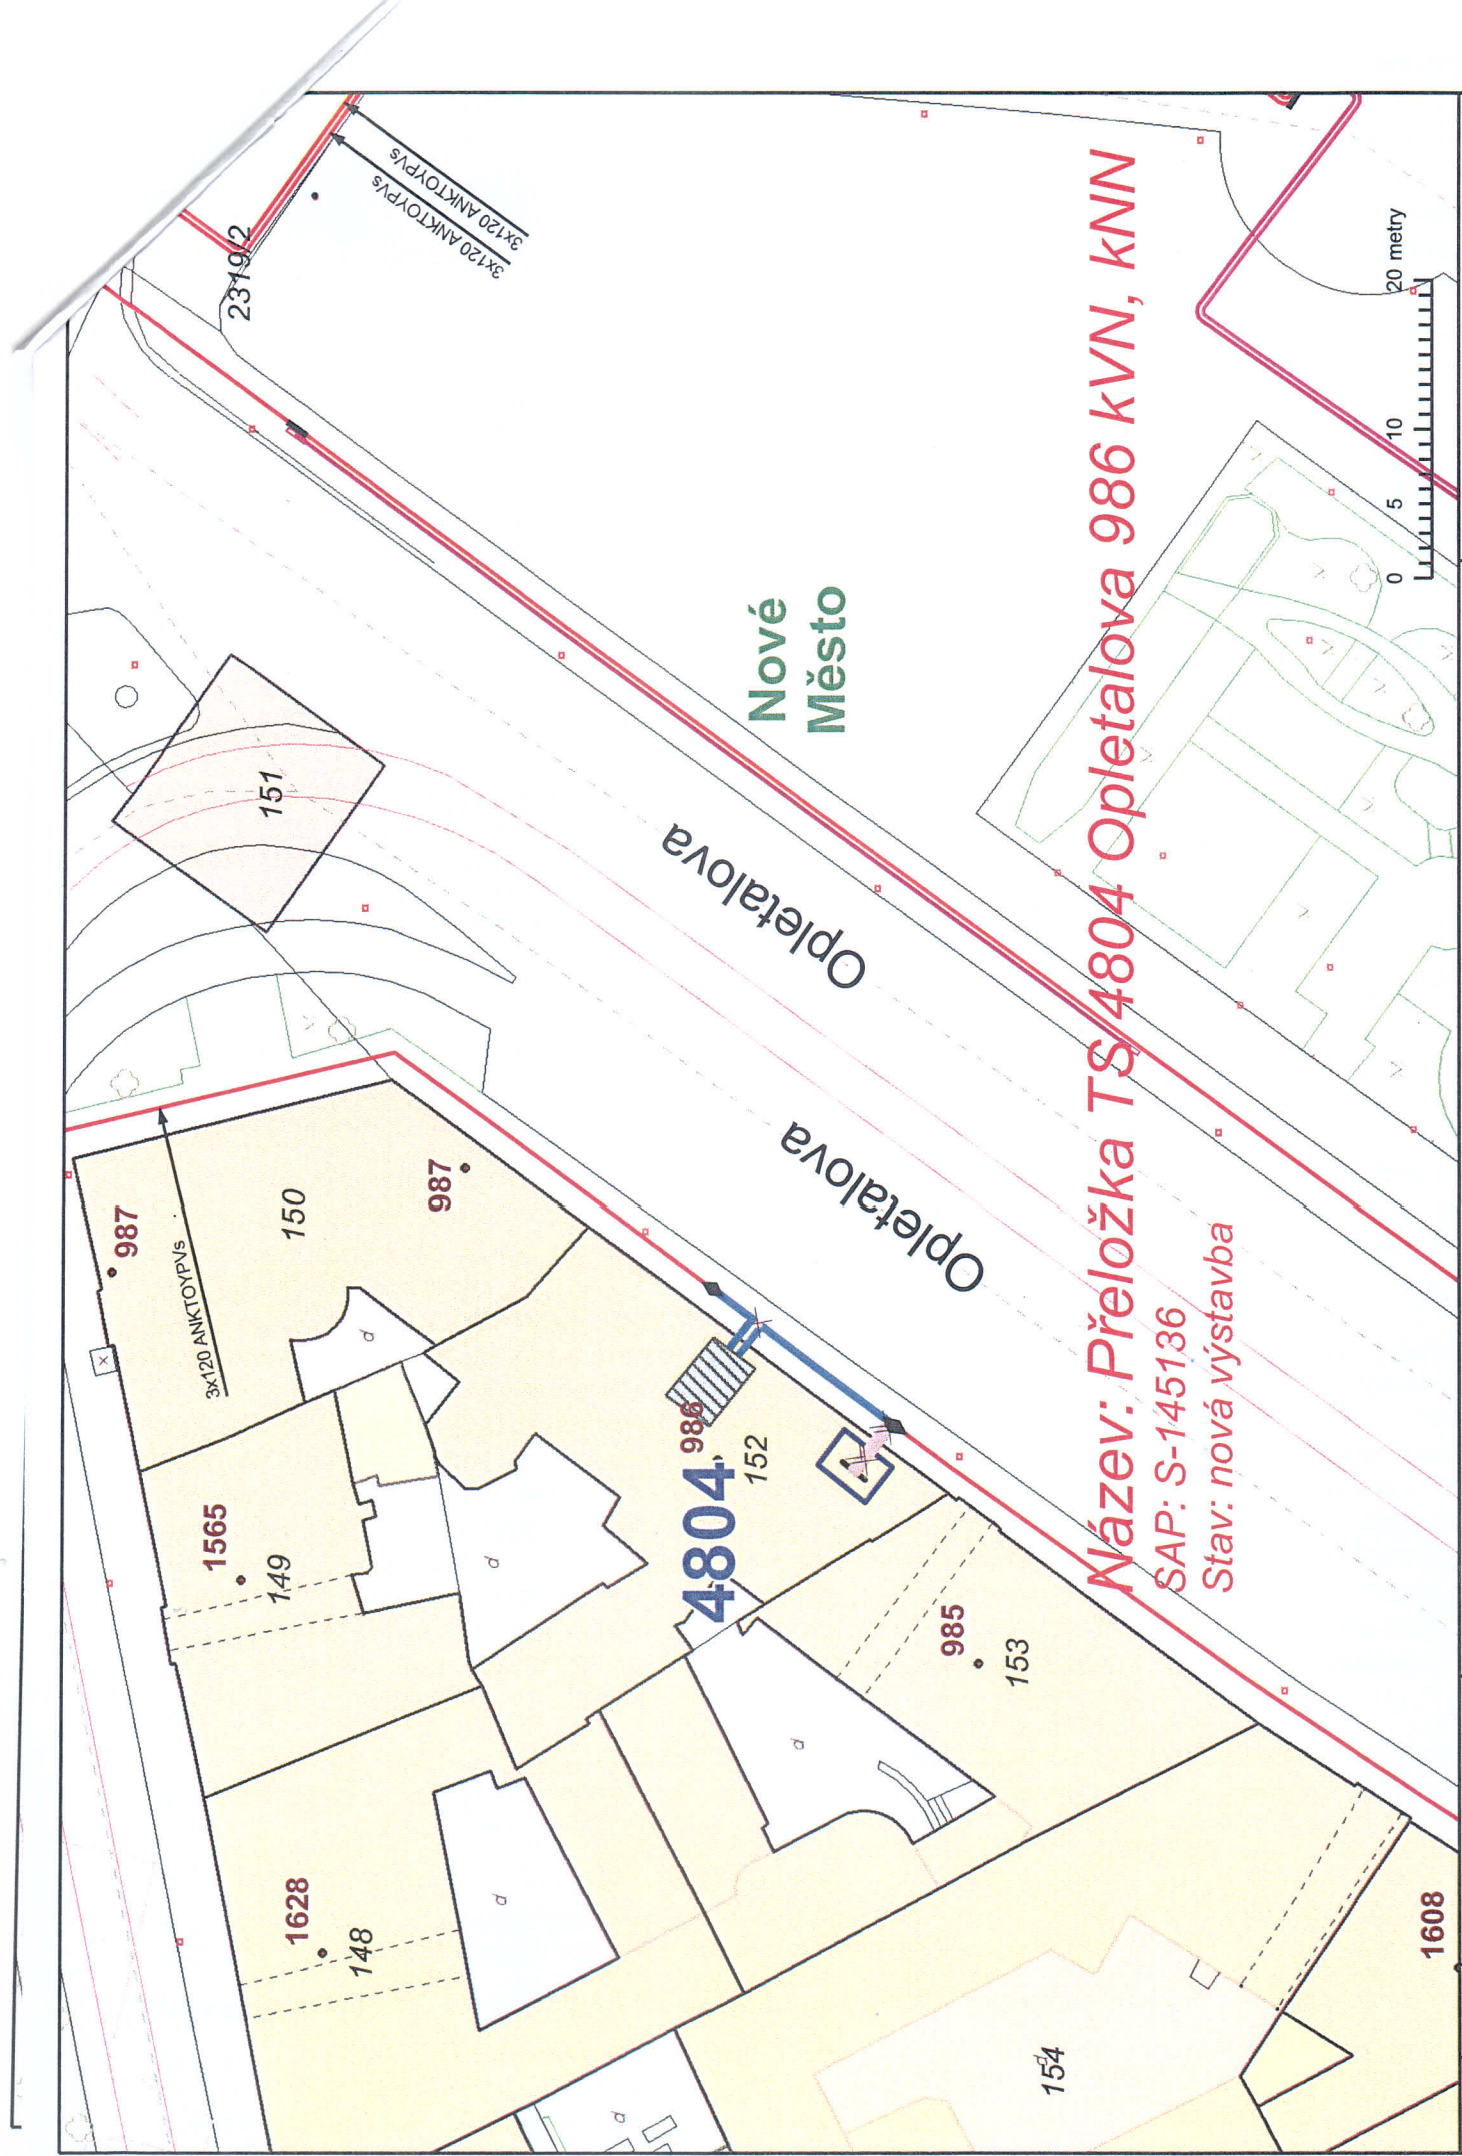 2319/2
3x120 ANKTOYPVs
3x120 ANKTOYPVs
151
Nové
Město
Opletalova
Opletalova
987
150
987
3x120 ANKTOYPVs
d
1565
149
d
986
4804
152
985
153
d
1628
148
d
d
154
d
1608
Název: Přeložka TS 4804 Opletalova 986 kVN, kNN
SAP: S-145136
Stav: nová výstavba
0 5 10 20 metry